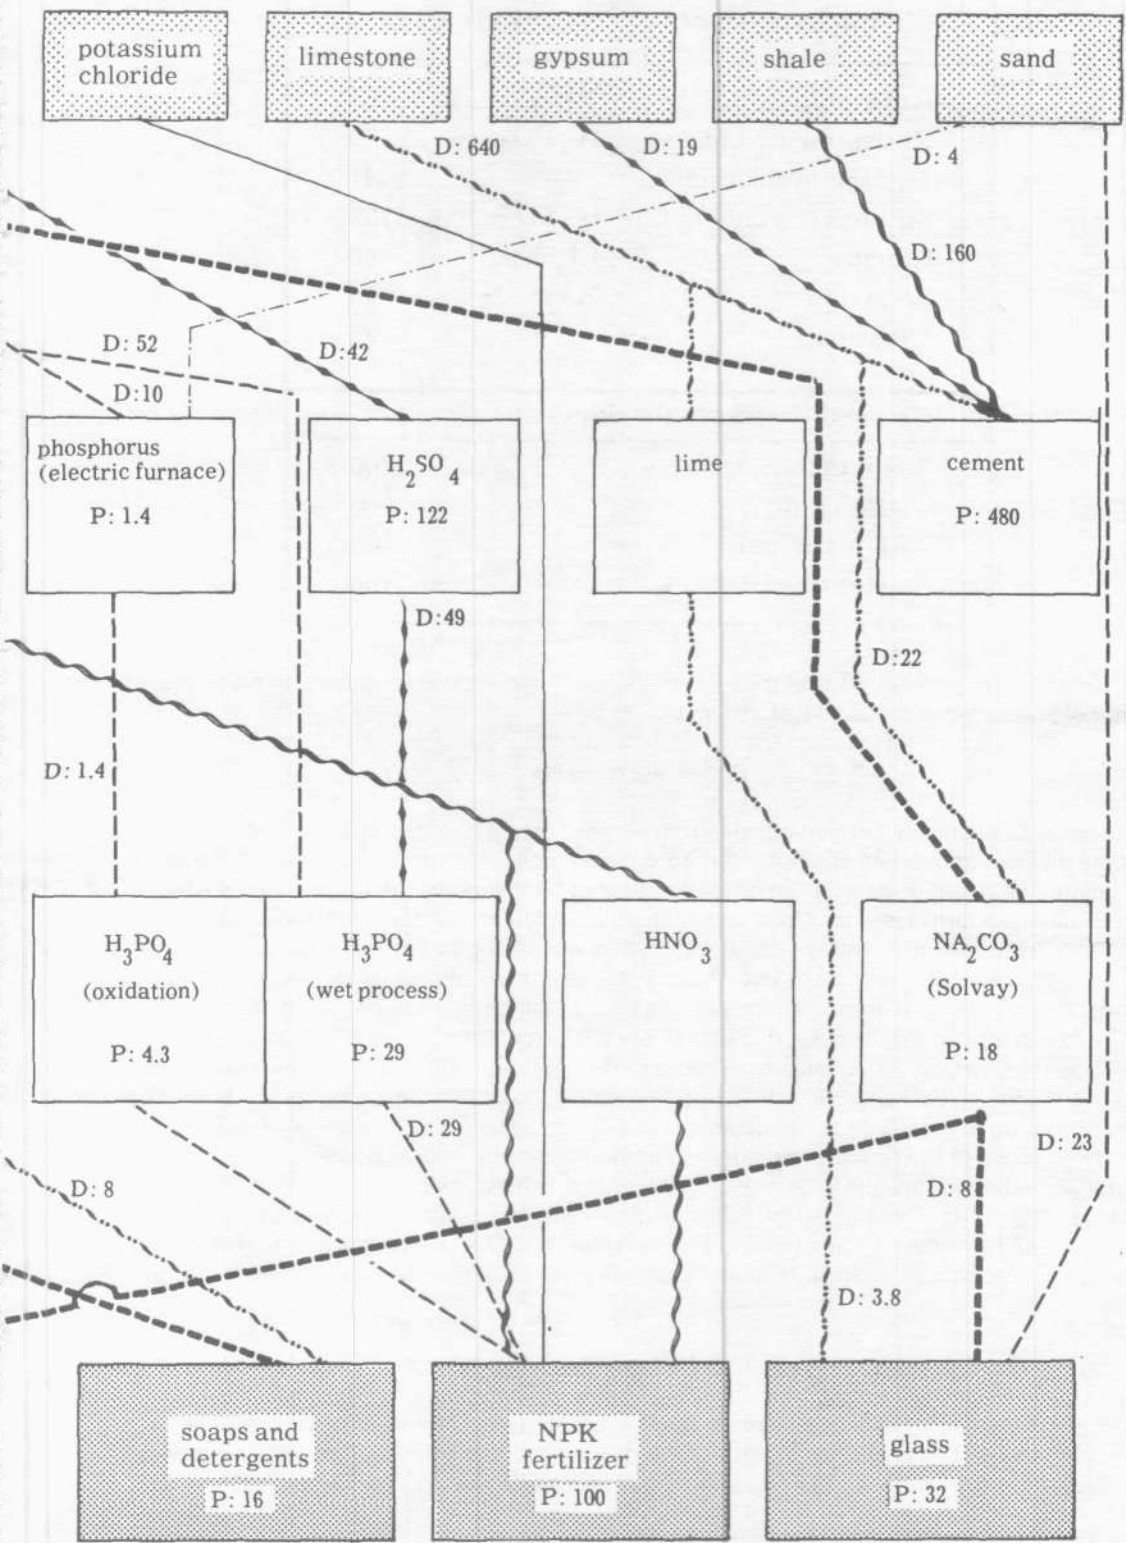 potassium
chloride
limestone
gypsum
shale
sand
D: 640
D: 19
D: 4
D: 160
D: 52
D: 42
D: 10
phosphorus
(electric furnace)
P: 1.4
H2SO4
P: 122
lime
cement
P: 480
D: 49
D: 22
D: 1.4
H3PO4
(oxidation)
P: 4.3
H3PO4
(wet process)
P: 29
HNO3
NA2CO3
(Solvay)
P: 18
D: 29
D: 23
D: 8
D: 8
D: 3.8
soaps and
detergents
P: 16
NPK
fertilizer
P: 100
glass
P: 32